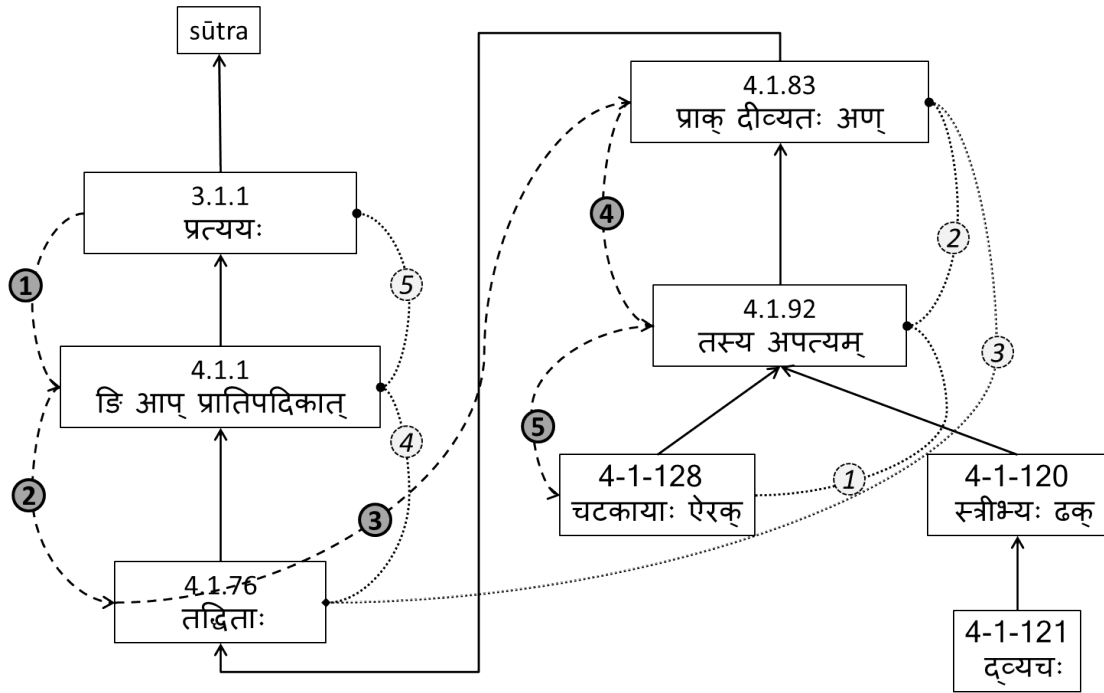 sūtra
3.1.1
प्रत्ययः
4.1.1
ङि आप् प्रातिपदिकात्
4.1.76
तद्धिताः
1
2
3
5
4
4.1.83
प्राक् दीव्यतः अण्
4.1.92
तस्य अपत्यम्
4-1-128
चटकायाः ऐरक्
4-1-120
स्त्रीभ्यः ढक्
4-1-121
द्व्यचः
4
5
2
3
1